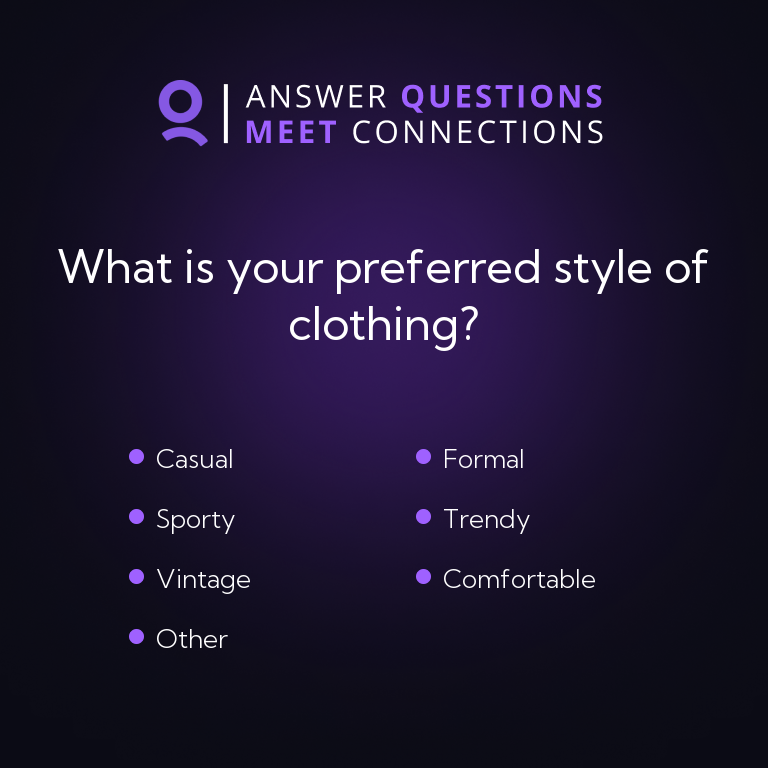 ANSWER QUESTIONS
MEET CONNECTIONS
What is your preferred style of
clothing?
Casual
Formal
Sporty
Trendy
Vintage
Comfortable
Other